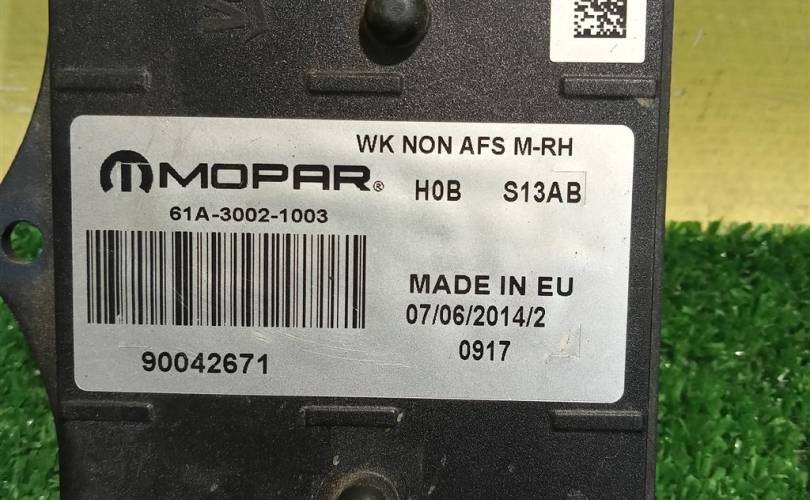 WK NON AFS M-RH
MOPAR®
H0B S13AB
61A-3002-1003
MADE IN EU
07/06/2014/2
0917
90042671